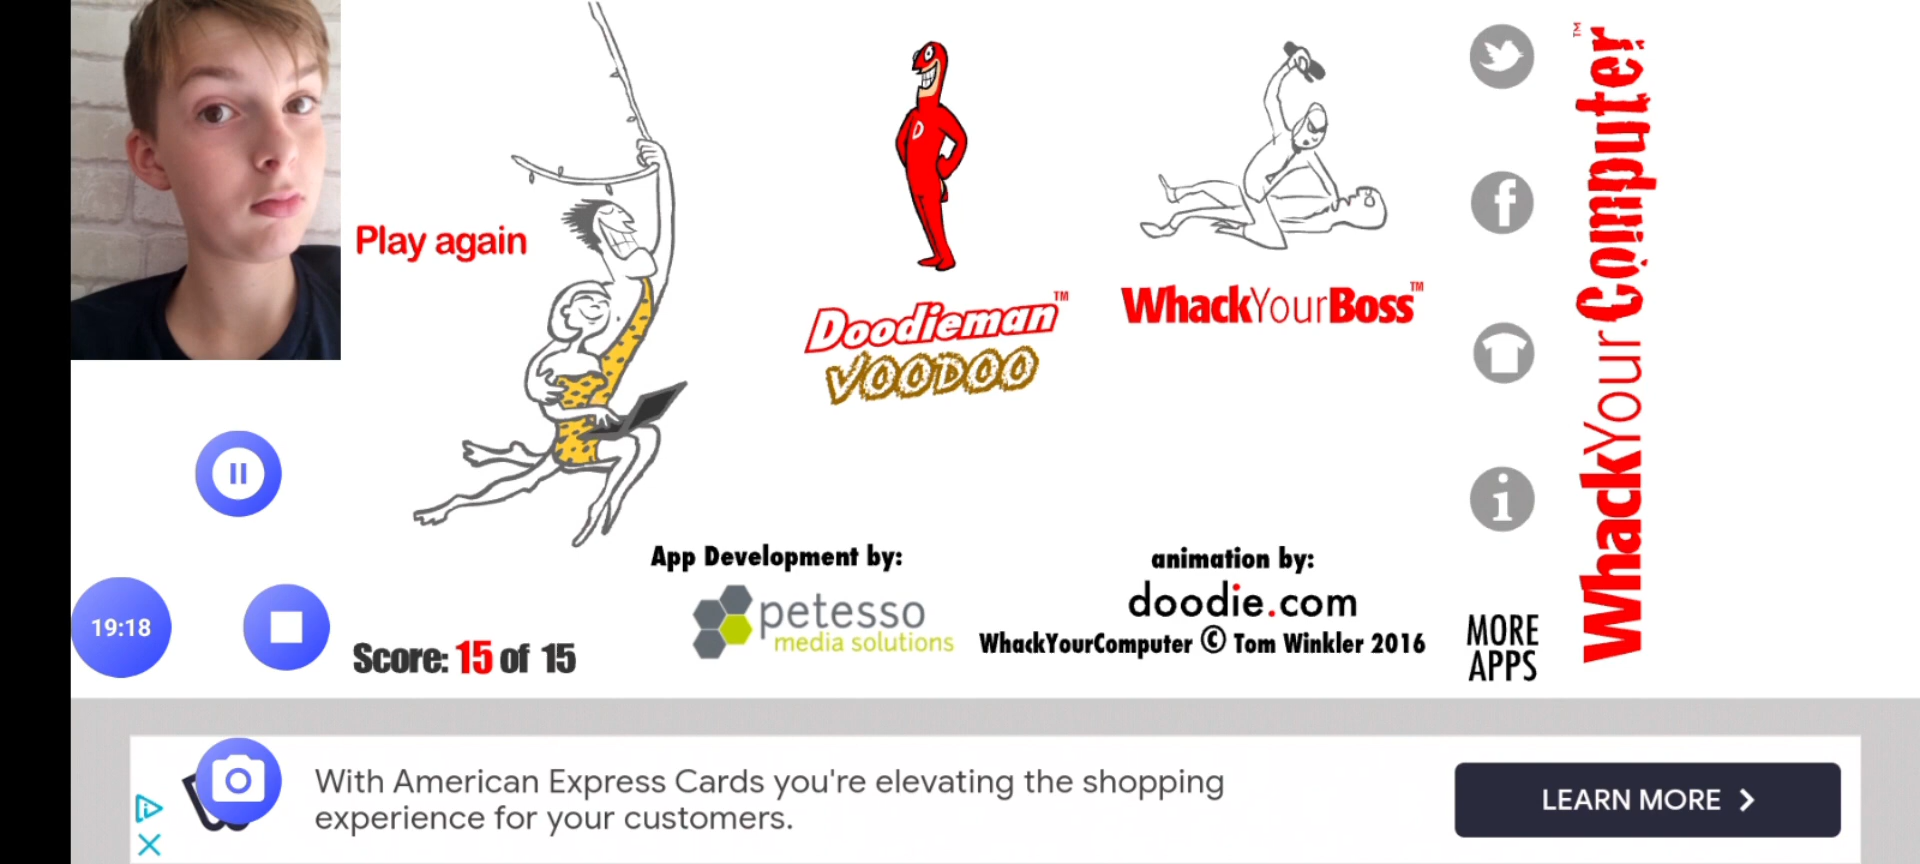 Play again
D
Doodieman™
VOODOO
WhackYourBoss™
WhackYourComputer™
App Development by:
petesso
media solutions
animation by:
doodie.com
WhackYourComputer © Tom Winkler 2016
MORE
APPS
19:18
Score: 15 of 15
With American Express Cards you're elevating the shopping
experience for your customers.
LEARN MORE